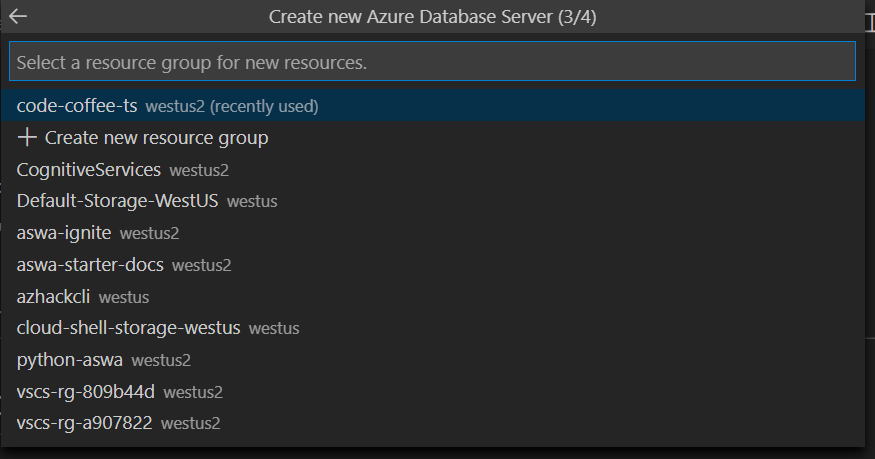 Create new Azure Database Server (3/4)
Select a resource group for new resources.
code-coffee-ts westus2 (recently used)
+ Create new resource group
CognitiveServices westus2
Default-Storage-WestUS westus
aswa-ignite westus2
aswa-starter-docs westus2
azhackcli westus
cloud-shell-storage-westus westus
python-aswa westus2
vscs-rg-809b44d westus2
vscs-rg-a907822 westus2